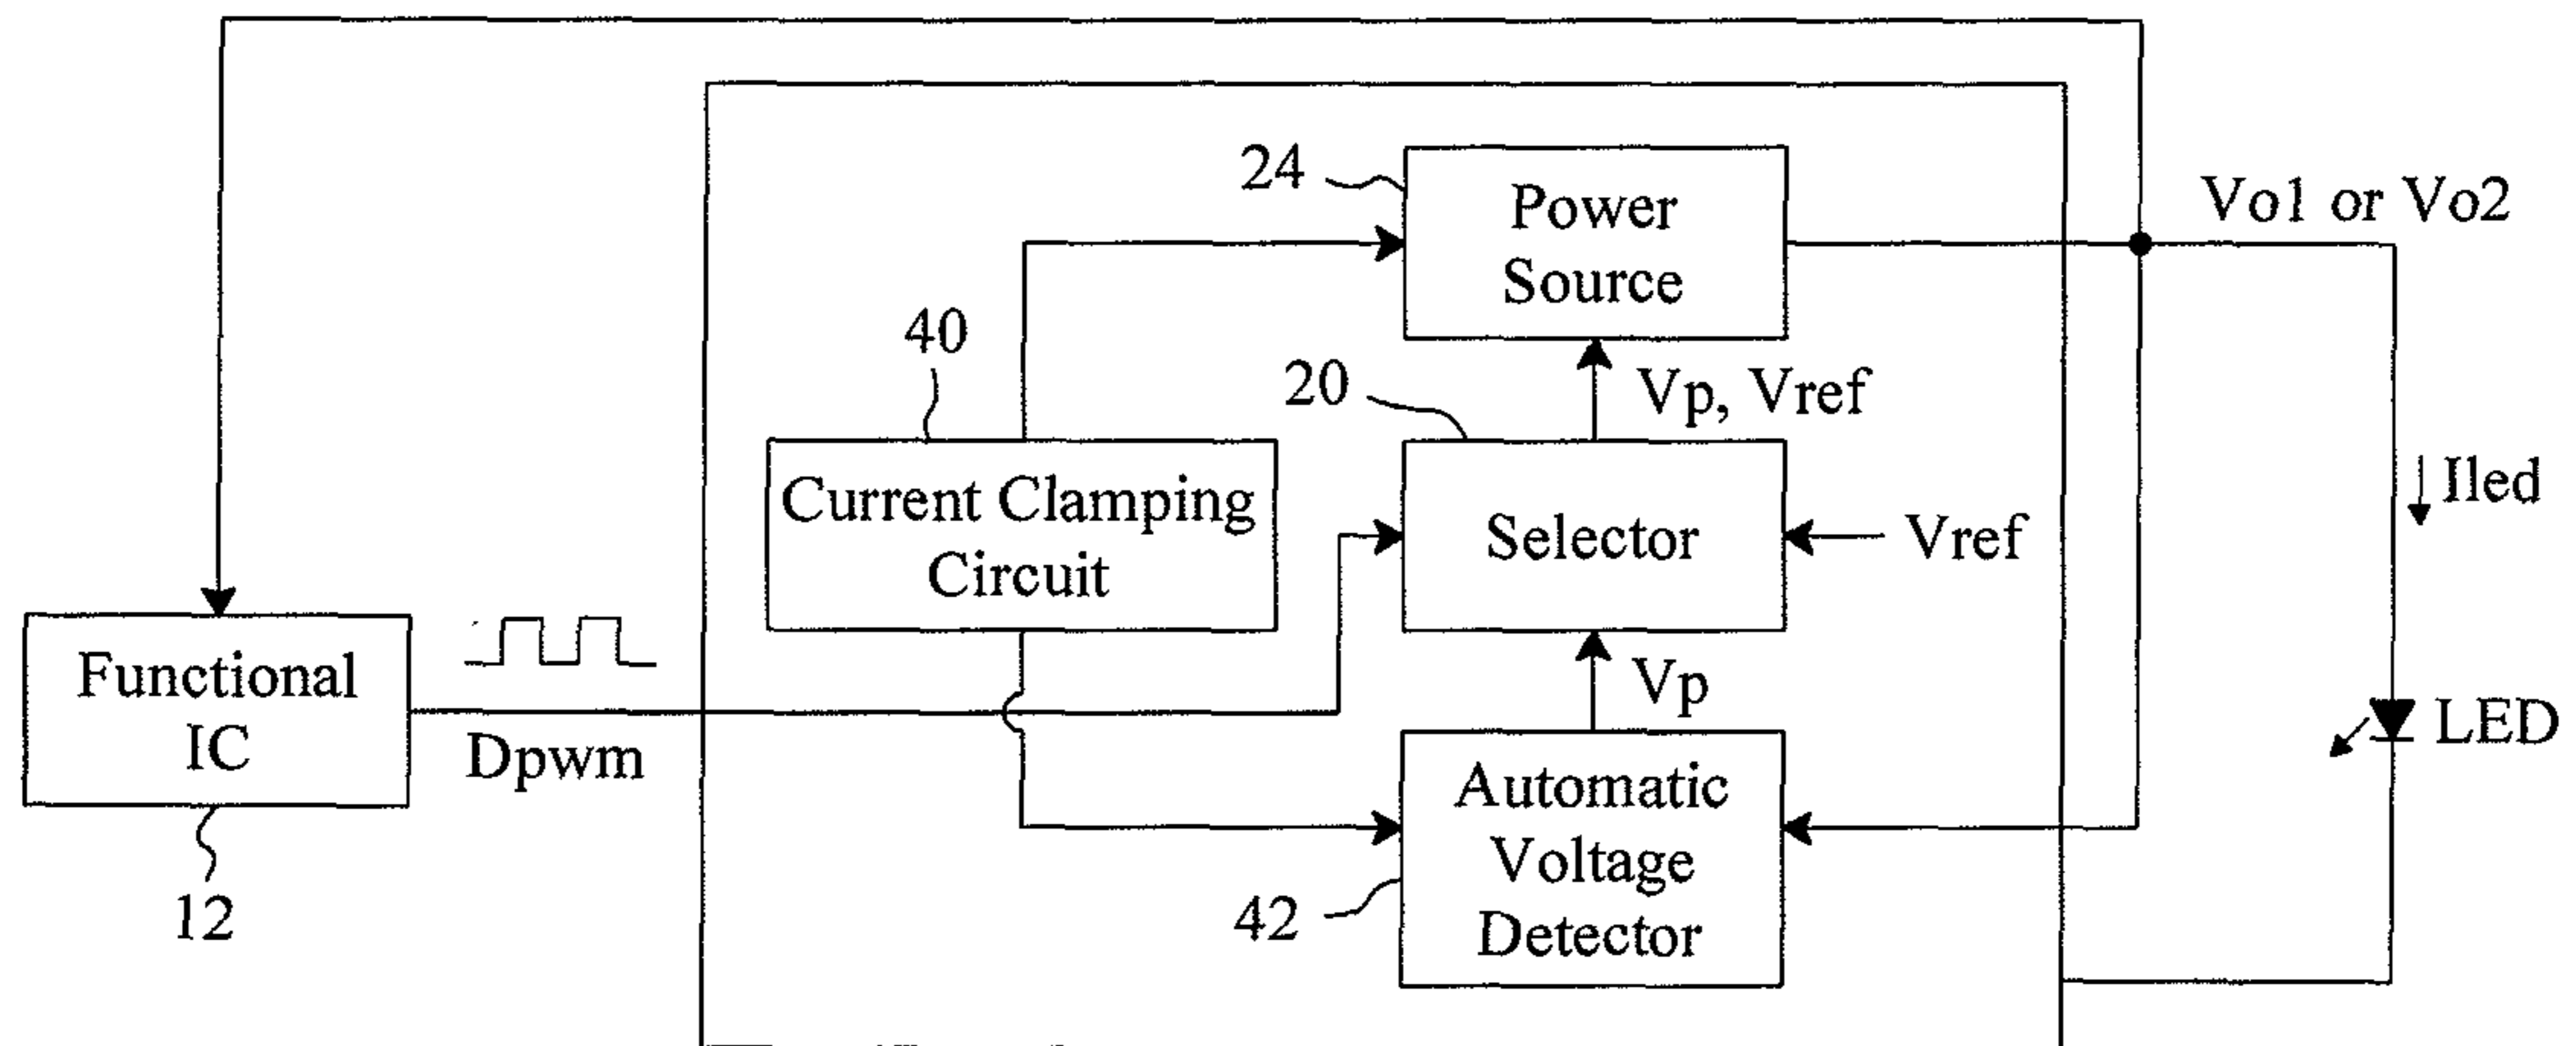 24
Power
Source
Vo1 or Vo2
40
20
Vp, Vref
Current Clamping
Circuit
Selector
Vref
Iled
Functional
IC
Dpwm
12
Vp
LED
Automatic
Voltage
Detector
42